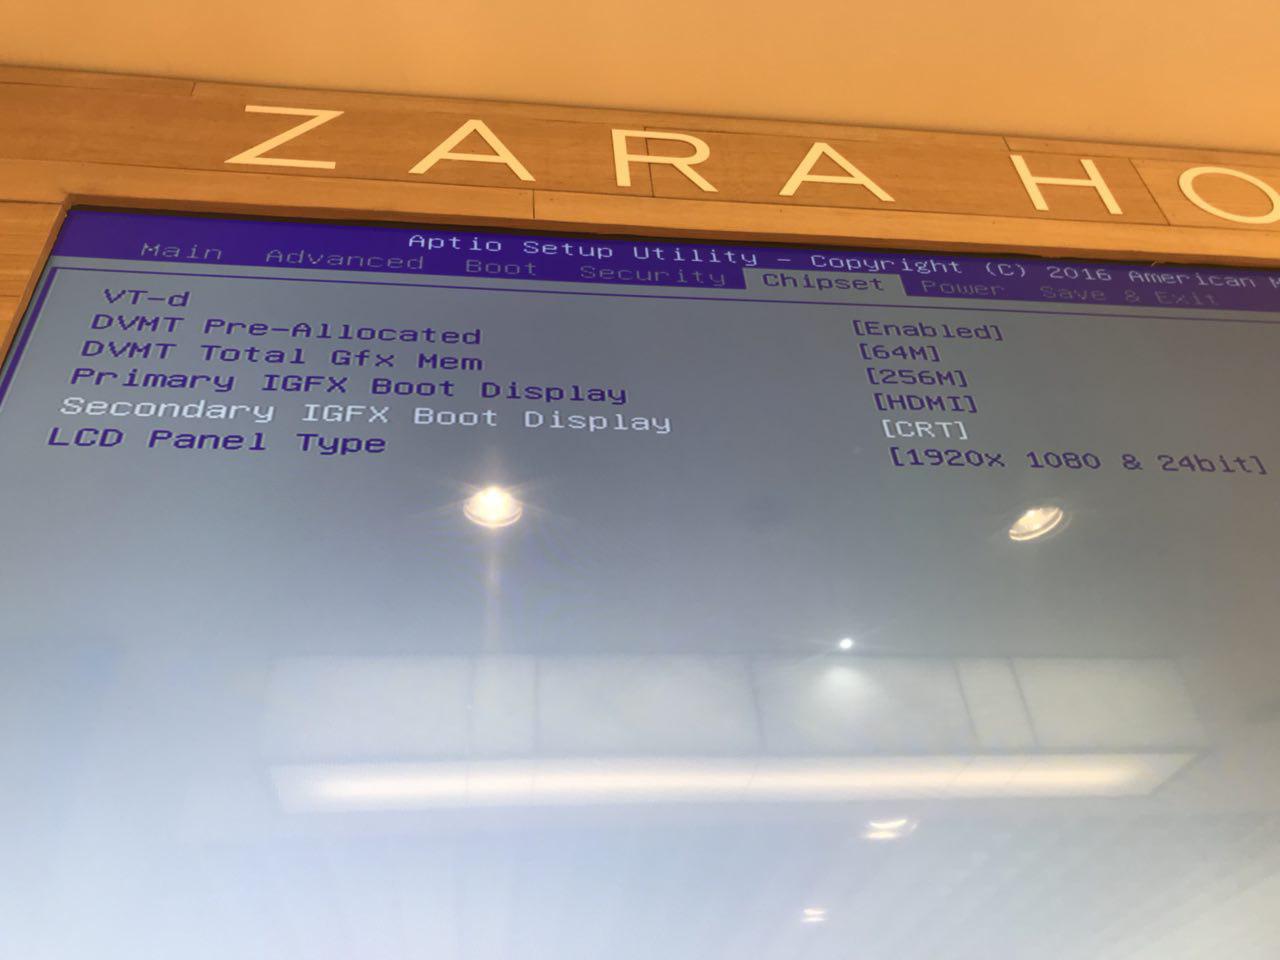 ZARA HO
Aptio Setup Utility - Copyright (C) 2016 American
Main Advanced Boot Security Chipset Power Save & Exit
VT-d [Enabled]
DVMT Pre-Allocated [64M]
DVMT Total Gfx Mem [256M]
Primary IGFX Boot Display [HDMI]
Secondary IGFX Boot Display [CRT]
LCD Panel Type [1920x 1080 & 24bit]